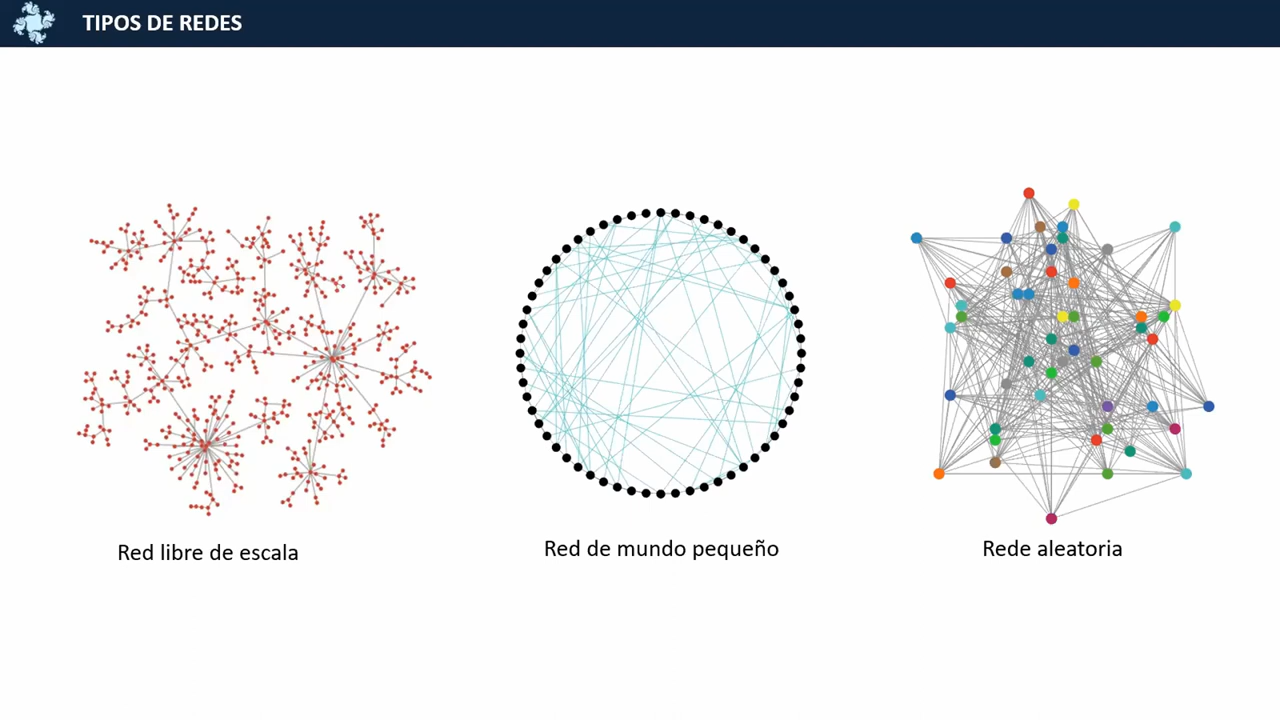 TIPOS DE REDES
Red libre de escala
Red de mundo pequeño
Rede aleatoria